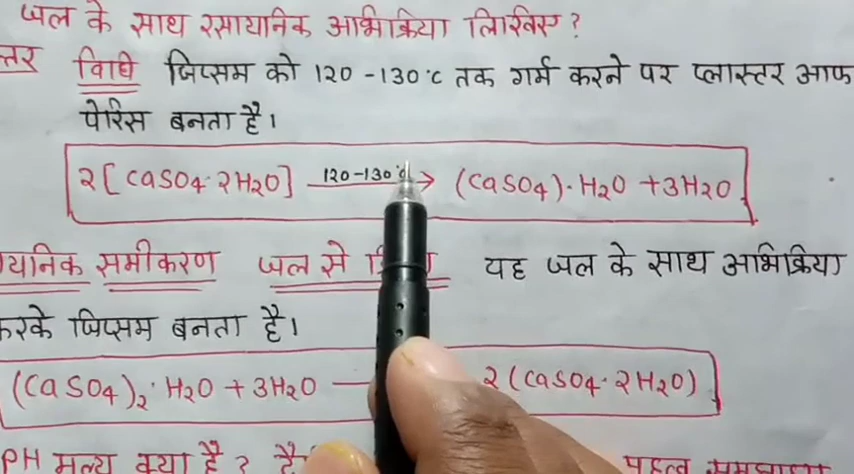 जल के साथ रसायनिक अभिक्रिया लिखिए?
विधि जिप्सम को 120-130°C तक गर्म करने पर प्लास्टर आफ
पेरिस बनता है।
2[CaSO4·2H2O] 120-130°C → (CaSO4)·H2O + 3H2O
समीकरण जल से यह जल के साथ अभिक्रिया
करके जिप्सम बनता है।
(CaSO4)2·H2O + 3H2O — 2(CaSO4·2H2O)
PH मूल्य क्या है?